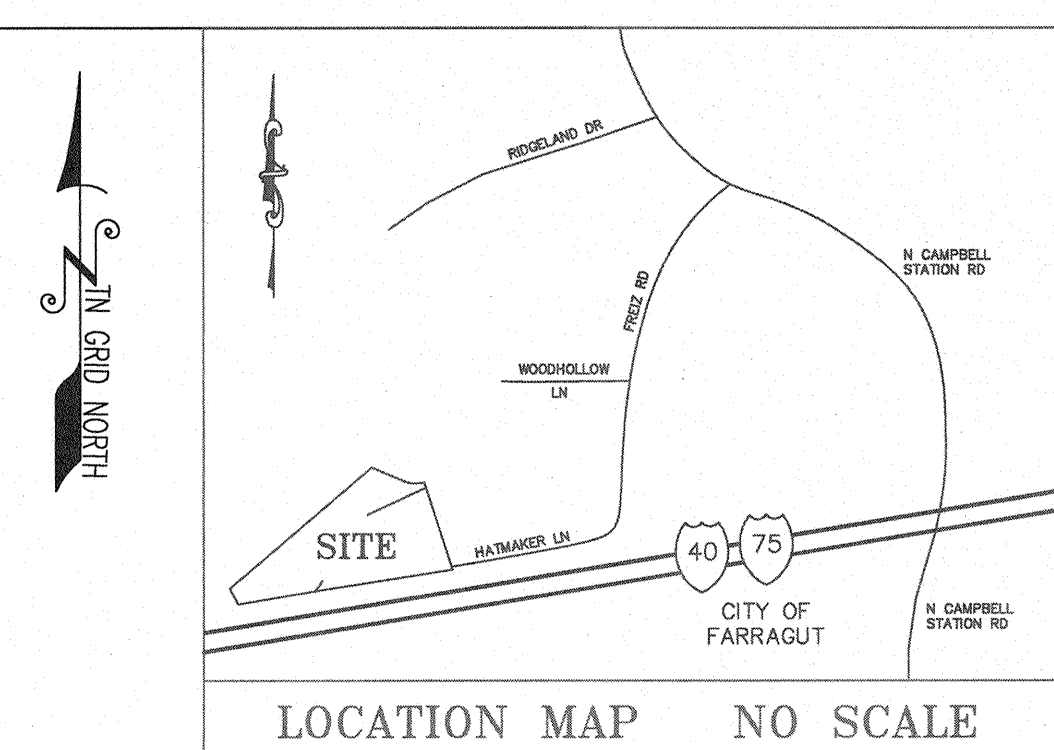 TN GRID NORTH
RIDGELAND DR
N CAMPBELL
STATION RD
FREIZ RD
WOODHOLLOW
LN
SITE
HATMAKER LN
40
75
CITY OF
FARRAGUT
N CAMPBELL
STATION RD
LOCATION MAP NO SCALE